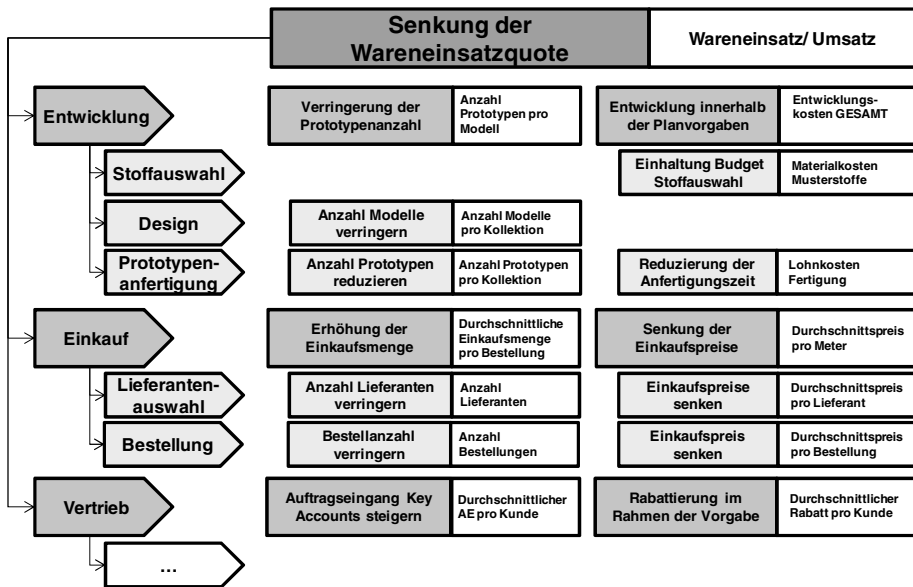 Senkung der
Wareneinsatzquote
Wareneinsatz/ Umsatz
Entwicklung
Verringerung der
Prototypenanzahl
Anzahl
Prototypen pro
Modell
Entwicklung innerhalb
der Planvorgaben
Entwicklungs-
kosten GESAMT
Stoffauswahl
Einhaltung Budget
Stoffauswahl
Materialkosten
Musterstoffe
Design
Anzahl Modelle
verringern
Anzahl Modelle
pro Kollektion
Prototypen-
anfertigung
Anzahl Prototypen
reduzieren
Anzahl Prototypen
pro Kollektion
Reduzierung der
Anfertigungszeit
Lohnkosten
Fertigung
Einkauf
Erhöhung der
Einkaufsmenge
Durchschnittliche
Einkaufsmenge
pro Bestellung
Senkung der
Einkaufspreise
Durchschnittspreis
pro Meter
Lieferanten-
auswahl
Anzahl Lieferanten
verringern
Anzahl
Lieferanten
Einkaufspreise
senken
Durchschnittspreis
pro Lieferant
Bestellung
Bestellanzahl
verringern
Anzahl
Bestellungen
Einkaufspreis
senken
Durchschnittspreis
pro Bestellung
Vertrieb
Auftragseingang Key
Accounts steigern
Durchschnittlicher
AE pro Kunde
Rabattierung im
Rahmen der Vorgabe
Durchschnittlicher
Rabatt pro Kunde
...